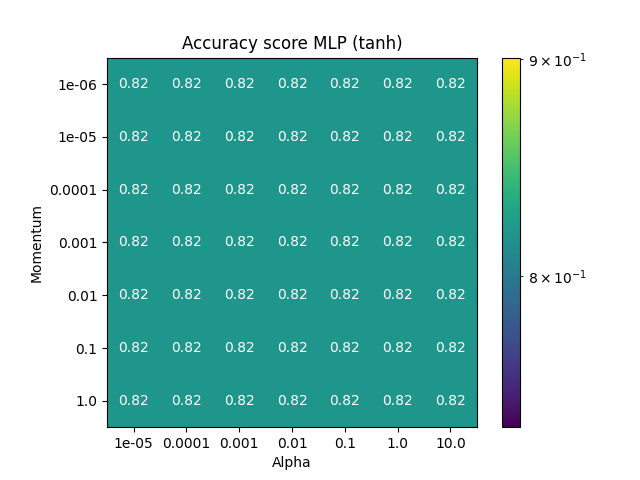 Accuracy score MLP (tanh)
Momentum
1e-06 0.82 0.82 0.82 0.82 0.82 0.82 0.82
1e-05 0.82 0.82 0.82 0.82 0.82 0.82 0.82
0.0001 0.82 0.82 0.82 0.82 0.82 0.82 0.82
0.001 0.82 0.82 0.82 0.82 0.82 0.82 0.82
0.01 0.82 0.82 0.82 0.82 0.82 0.82 0.82
0.1 0.82 0.82 0.82 0.82 0.82 0.82 0.82
1.0 0.82 0.82 0.82 0.82 0.82 0.82 0.82
1e-05 0.0001 0.001 0.01 0.1 1.0 10.0
Alpha
9 × 10⁻¹
8 × 10⁻¹